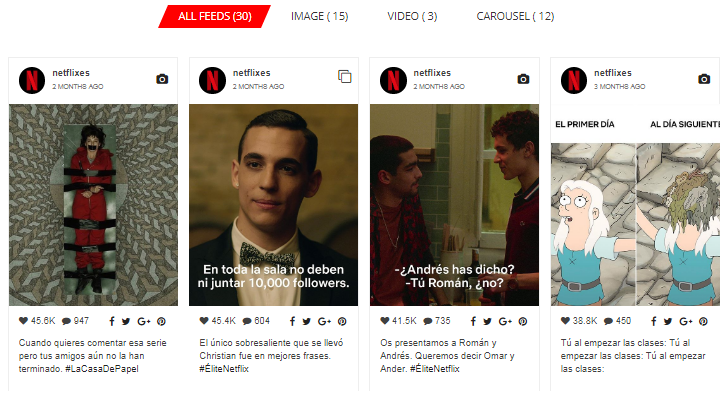 ALL FEEDS (30) IMAGE ( 15) VIDEO ( 3) CAROUSEL ( 12)
netflixes
2 MONTHS AGO
netflixes
2 MONTHS AGO
netflixes
2 MONTHS AGO
netflixes
3 MONTHS AGO
En toda la sala no deben
ni juntar 10,000 followers.
-¿Andrés has dicho?
-Tú Román, ¿no?
EL PRIMER DÍA AL DÍA SIGUIENTE
45.6K 947
Cuando quieres comentar esa serie
pero tus amigos aún no la han
terminado. #LaCasaDePapel
45.4K 604
El único sobresaliente que se llevó
Christian fue en mejores frases.
#ÉliteNetflix
41.5K 735
Os presentamos a Román y
Andrés. Queremos decir Omar y
Ander. #ÉliteNetflix
38.8K 450
Tú al empezar las clases: Tú al
empezar las clases: Tú al empezar
las clases: